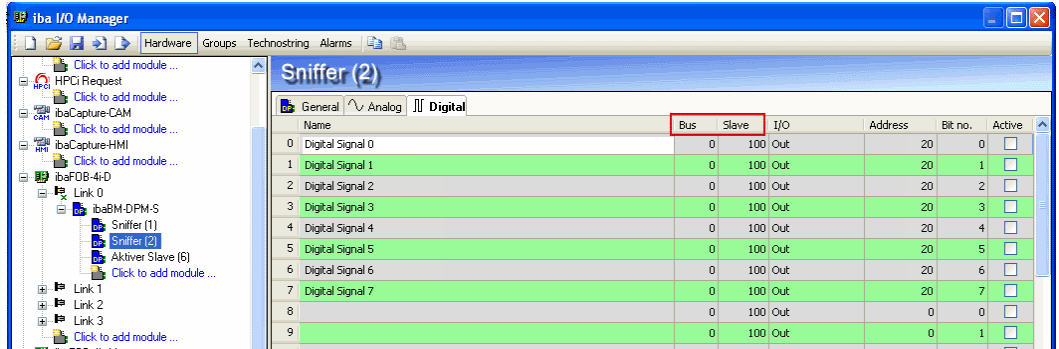 iba I/O Manager
Hardware Groups Technostring Alarms
Click to add module ...
HPCi Request
Click to add module ...
ibaCapture-CAM
Click to add module ...
ibaCapture-HMI
Click to add module ...
ibaFOB-4i-D
Link 0
ibaBM-DPM-S
Sniffer (1)
Sniffer (2)
Aktiver Slave (6)
Click to add module ...
Link 1
Link 2
Link 3
Click to add module ...
Sniffer (2)
General Analog Digital
Name Bus Slave I/O Address Bit no. Active
0 Digital Signal 0 0 100 Out 20 0
1 Digital Signal 1 0 100 Out 20 1
2 Digital Signal 2 0 100 Out 20 2
3 Digital Signal 3 0 100 Out 20 3
4 Digital Signal 4 0 100 Out 20 4
5 Digital Signal 5 0 100 Out 20 5
6 Digital Signal 6 0 100 Out 20 6
7 Digital Signal 7 0 100 Out 20 7
8 0 100 Out 0 0
9 0 100 Out 0 1